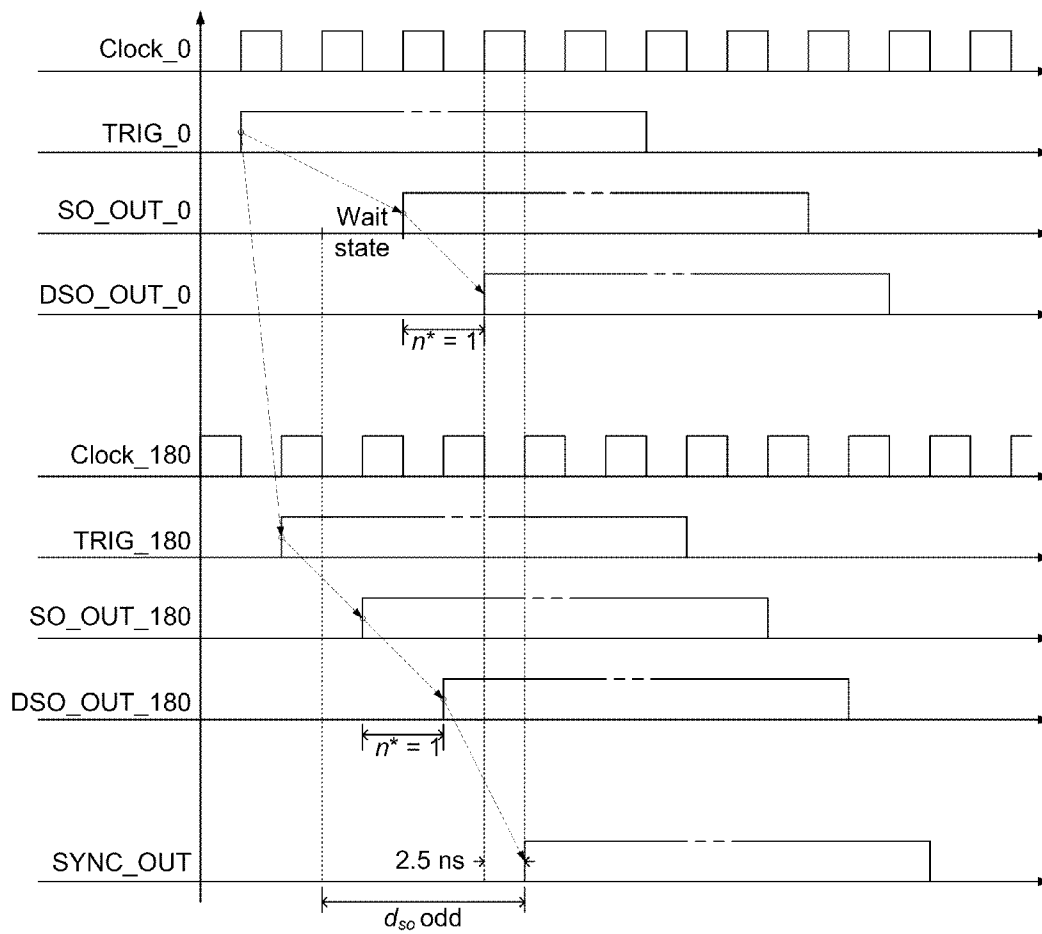 Clock_0
TRIG_0
SO_OUT_0
Wait
state
DSO_OUT_0
n* = 1
Clock_180
TRIG_180
SO_OUT_180
DSO_OUT_180
n* = 1
SYNC_OUT
2.5 ns
dso odd